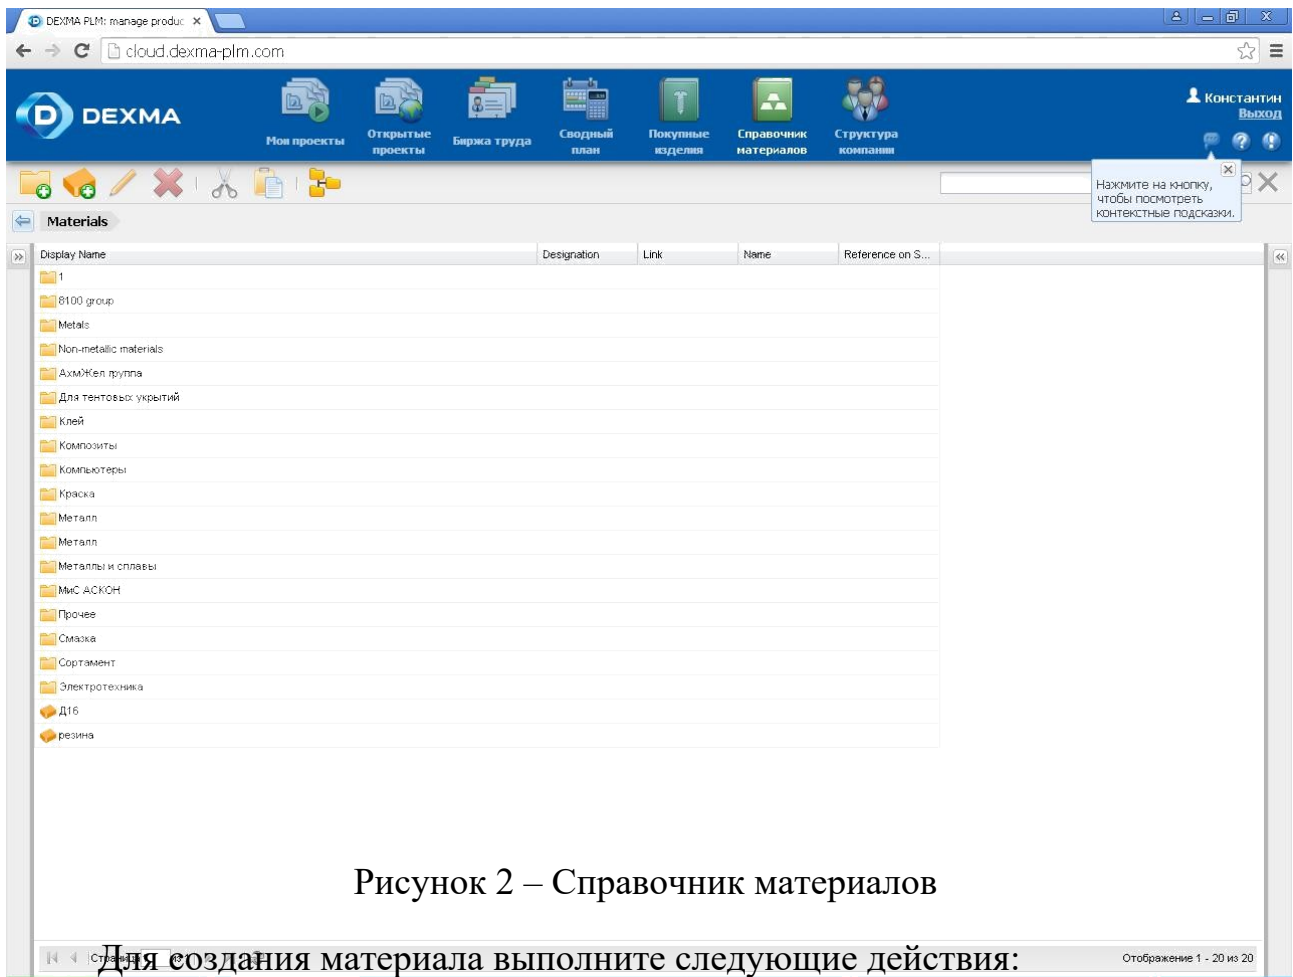 DEXMA PLM: manage produc
cloud.dexma-plm.com
DEXMA
Мои проекты
Открытые проекты
Биржа труда
Сводный план
Покупные изделия
Справочник материалов
Структура компании
Константин
Выход
Нажмите на кнопку,
чтобы посмотреть
контекстные подсказки.
Materials
Display Name Designation Link Name Reference on S...
1
8100 group
Metals
Non-metallic materials
АхмЖел группа
Для тентовых укрытий
Клей
Композиты
Компьютеры
Краска
Металл
Металл
Металлы и сплавы
МиС АСКОН
Прочее
Смазка
Сортамент
Электротехника
Д16
резина
Рисунок 2 – Справочник материалов
Для создания материала выполните следующие действия:
Отображение 1 - 20 из 20